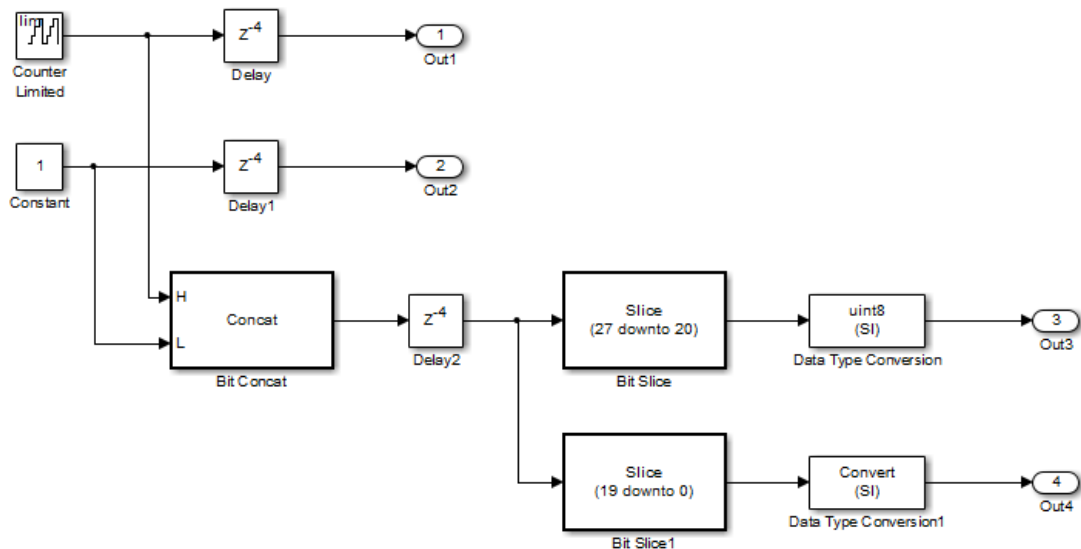 lim
Counter
Limited
Z-4
Delay
1
Out1
1
Constant
Z-4
Delay1
2
Out2
H
L
Concat
Bit Concat
Z-4
Delay2
Slice
(27 downto 20)
Bit Slice
uint8
(SI)
Data Type Conversion
3
Out3
Slice
(19 downto 0)
Bit Slice1
Convert
(SI)
Data Type Conversion1
4
Out4